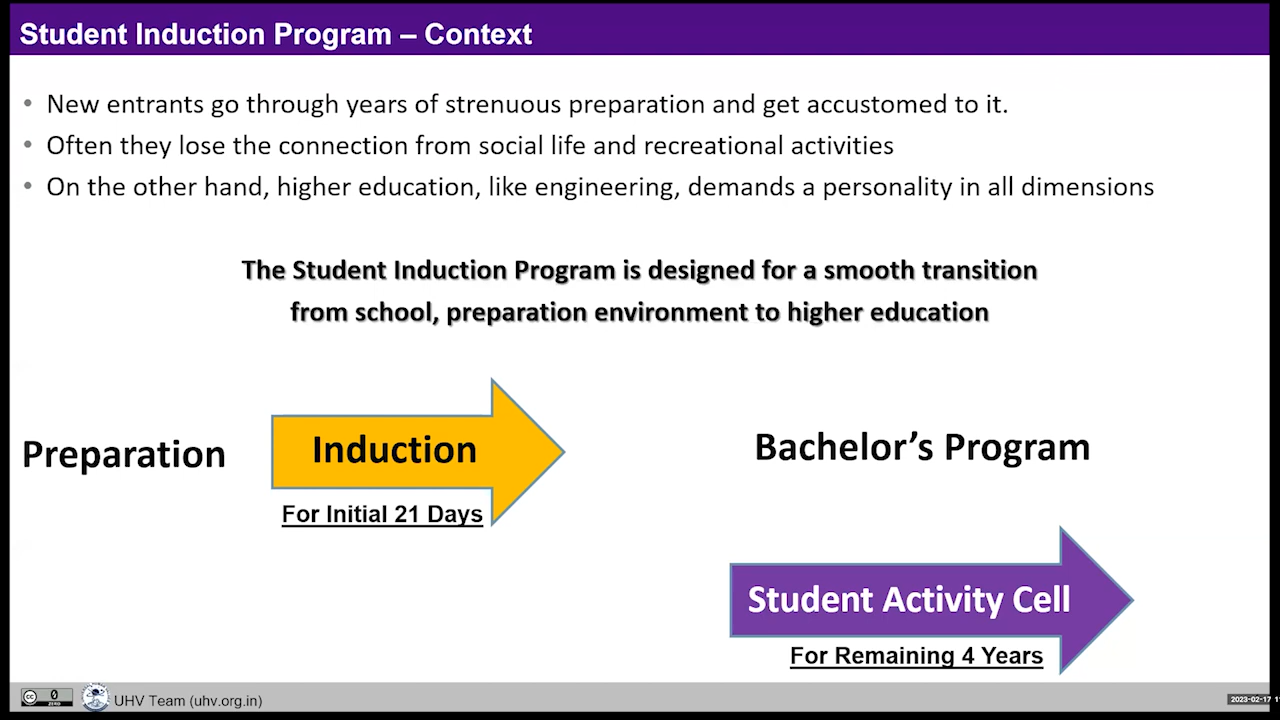 Student Induction Program – Context
• New entrants go through years of strenuous preparation and get accustomed to it.
• Often they lose the connection from social life and recreational activities
• On the other hand, higher education, like engineering, demands a personality in all dimensions
The Student Induction Program is designed for a smooth transition
from school, preparation environment to higher education
Preparation
Induction
For Initial 21 Days
Bachelor’s Program
Student Activity Cell
For Remaining 4 Years
cc 0
ZERO
UHV Team (uhv.org.in)
2023-02-17